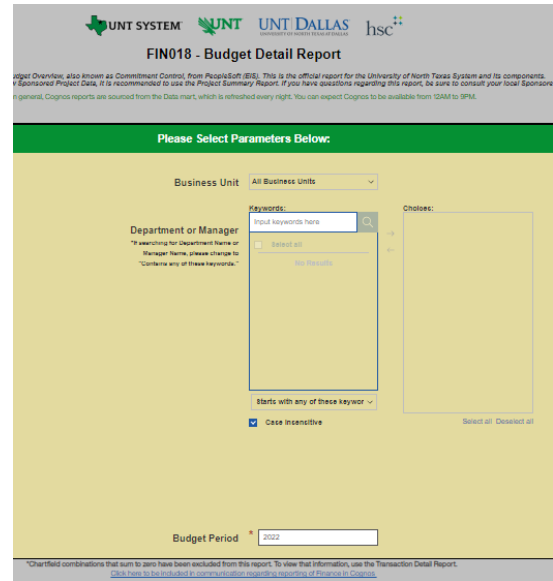 UNT SYSTEM UNT UNT DALLAS hsc
UNIVERSITY OF NORTH TEXAS AT DALLAS
FIN018 - Budget Detail Report
udget Overview, also known as Commitment Control, from PeopleSoft (EIS). This is the official report for the University of North Texas System and its components.
w Sponsored Project Data, it is recommended to use the Project Summary Report. If you have questions regarding this report, be sure to consult your local Sponsore
n general, Cognos reports are sourced from the Data mart, which is refreshed every night. You can expect Cognos to be available from 12AM to 9PM.
Please Select Parameters Below:
Business Unit All Business Units
Keywords: Choices:
Input keywords here
Department or Manager
Select all
*If searching for Department Name or
Manager Name, please change to
"Contains any of these keywords."
No Results
Starts with any of these keywor
Case Insensitive
Select all Deselect all
Budget Period * 2022
*Chartfield combinations that sum to zero have been excluded from this report. To view that information, use the Transaction Detail Report.
Click here to be included in communication regarding reporting of Finance in Cognos.